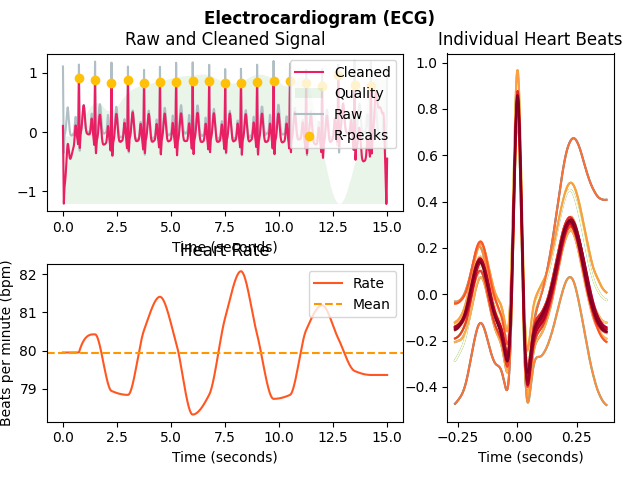 Electrocardiogram (ECG)
Raw and Cleaned Signal
1
0
−1
0.0 2.5 5.0 7.5 10.0 12.5 15.0
Time (seconds)
Cleaned
Quality
Raw
R-peaks
Heart Rate
Beats per minute (bpm)
82
81
80
79
0.0 2.5 5.0 7.5 10.0 12.5 15.0
Time (seconds)
Rate
Mean
Individual Heart Beats
1.0
0.8
0.6
0.4
0.2
0.0
−0.2
−0.4
−0.25 0.00 0.25
Time (seconds)